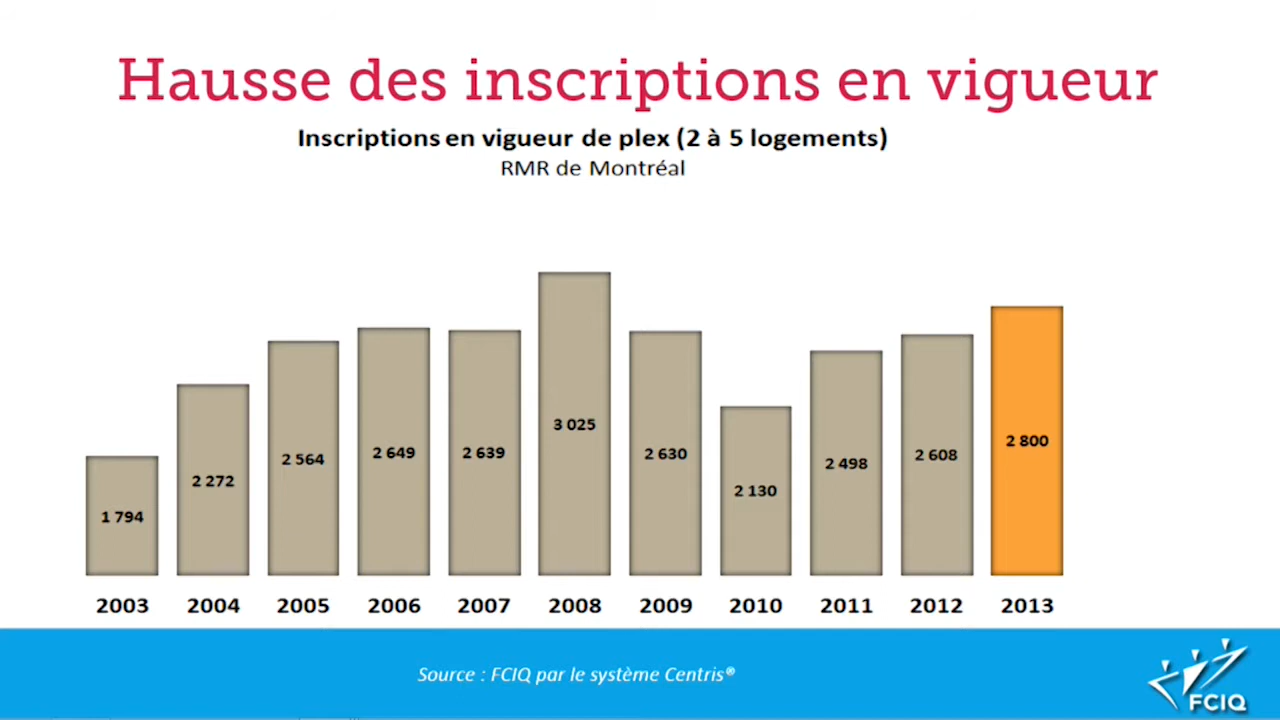 Hausse des inscriptions en vigueur
Inscriptions en vigueur de plex (2 à 5 logements)
RMR de Montréal
1 794
2 272
2 564
2 649
2 639
3 025
2 630
2 130
2 498
2 608
2 800
2003 2004 2005 2006 2007 2008 2009 2010 2011 2012 2013
Source : FCIQ par le système Centris®
FCIQ